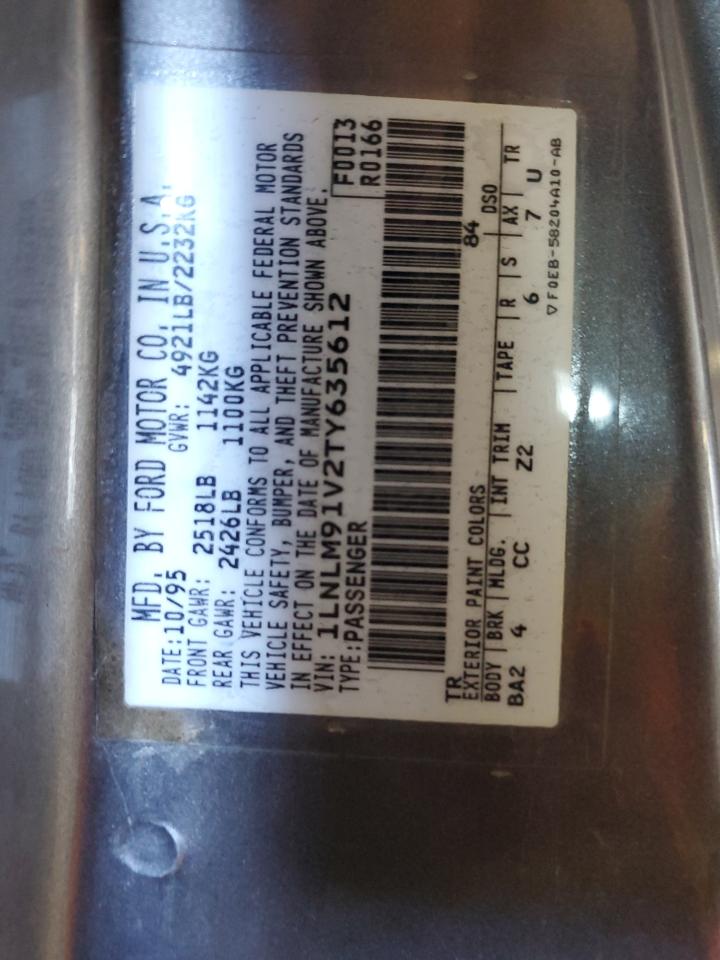 MFD. BY FORD MOTOR CO. IN U.S.A.
DATE: 10/95 GVWR: 4921LB/2232KG
FRONT GAWR: 2518LB 1142KG
REAR GAWR: 2426LB 1100KG
THIS VEHICLE CONFORMS TO ALL APPLICABLE FEDERAL MOTOR
VEHICLE SAFETY, BUMPER, AND THEFT PREVENTION STANDARDS
IN EFFECT ON THE DATE OF MANUFACTURE SHOWN ABOVE.
VIN: 1LNLM91V2TY635612 F0013
TYPE: PASSENGER R0166
TR 84
EXTERIOR PAINT COLORS DSO
BODY BRK MLDG. INT TRIM TAPE R S AX TR
BA2 4 CC Z2 6 7 U
▽F0EB-58204A10-AB